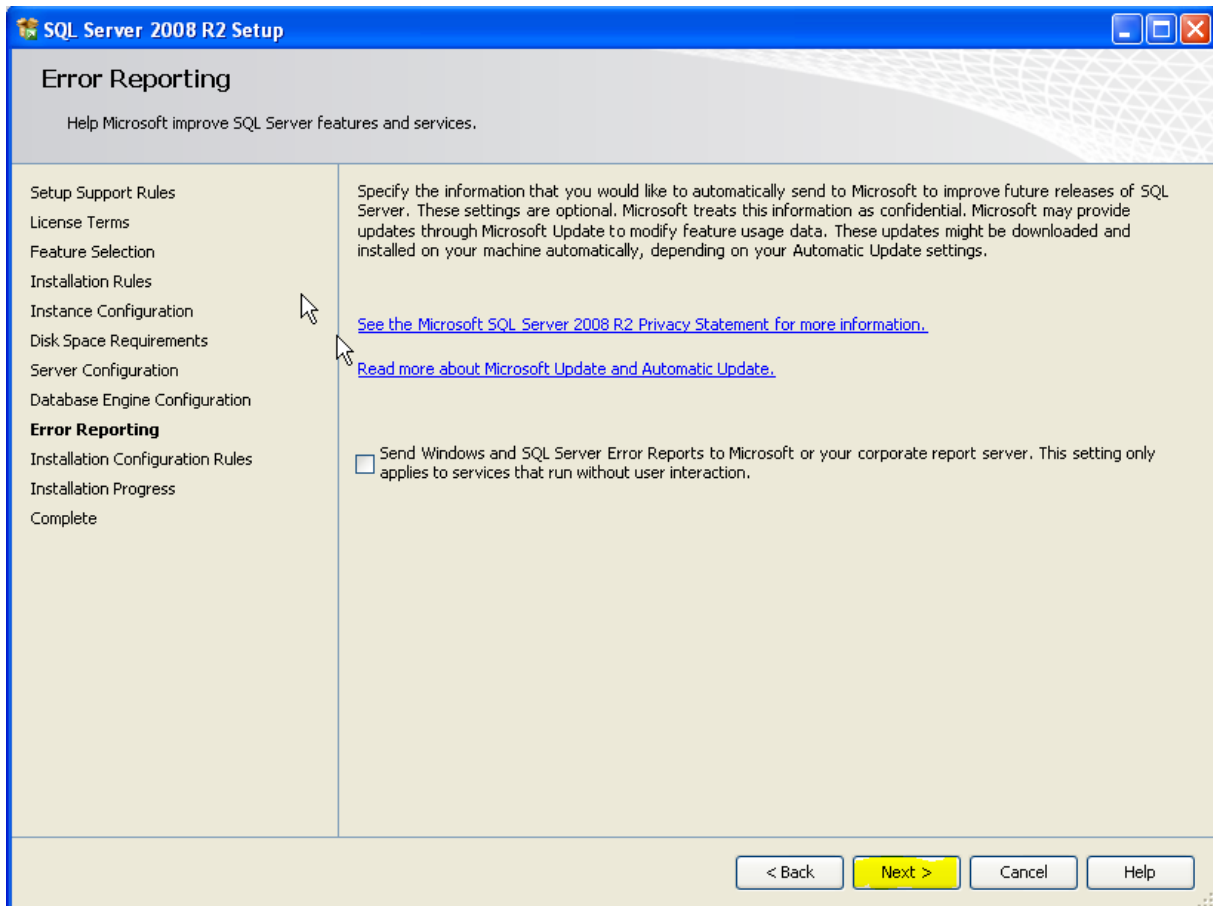 SQL Server 2008 R2 Setup
Error Reporting
Help Microsoft improve SQL Server features and services.
Setup Support Rules
License Terms
Feature Selection
Installation Rules
Instance Configuration
Disk Space Requirements
Server Configuration
Database Engine Configuration
Error Reporting
Installation Configuration Rules
Installation Progress
Complete
Specify the information that you would like to automatically send to Microsoft to improve future releases of SQL
Server. These settings are optional. Microsoft treats this information as confidential. Microsoft may provide
updates through Microsoft Update to modify feature usage data. These updates might be downloaded and
installed on your machine automatically, depending on your Automatic Update settings.
See the Microsoft SQL Server 2008 R2 Privacy Statement for more information.
Read more about Microsoft Update and Automatic Update.
Send Windows and SQL Server Error Reports to Microsoft or your corporate report server. This setting only
applies to services that run without user interaction.
< Back
Next >
Cancel
Help